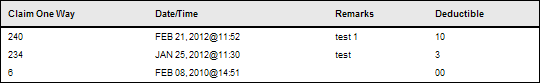 Claim One Way Date/Time Remarks Deductible
240 FEB 21, 2012@11:52 test 1 10
234 JAN 25, 2012@11:30 test 3
6 FEB 08, 2010@14:51 00